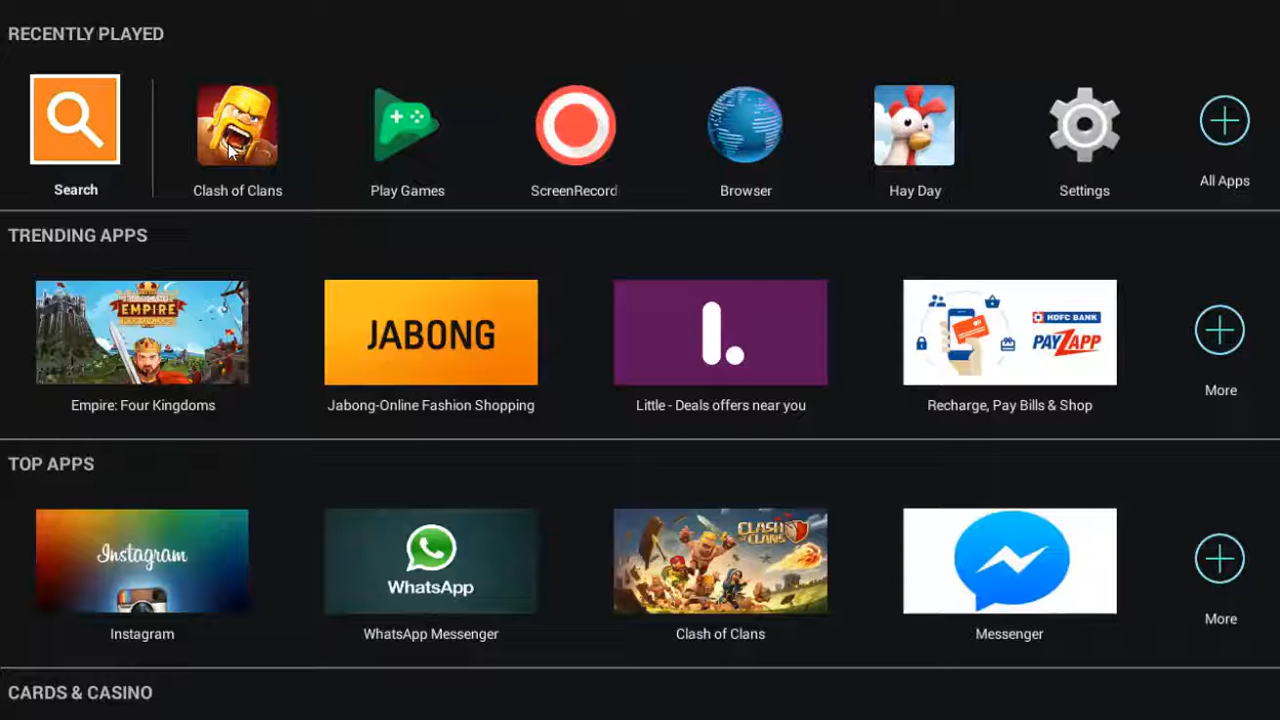 RECENTLY PLAYED
Search
Clash of Clans
Play Games
ScreenRecord
Browser
Hay Day
Settings
All Apps
TRENDING APPS
EMPIRE
JABONG
l.
HDFC BANK
PAYZAPP
Empire: Four Kingdoms
Jabong-Online Fashion Shopping
Little - Deals offers near you
Recharge, Pay Bills & Shop
More
TOP APPS
Instagram
WhatsApp
CLASH
OF CLANS
Instagram
WhatsApp Messenger
Clash of Clans
Messenger
More
CARDS & CASINO